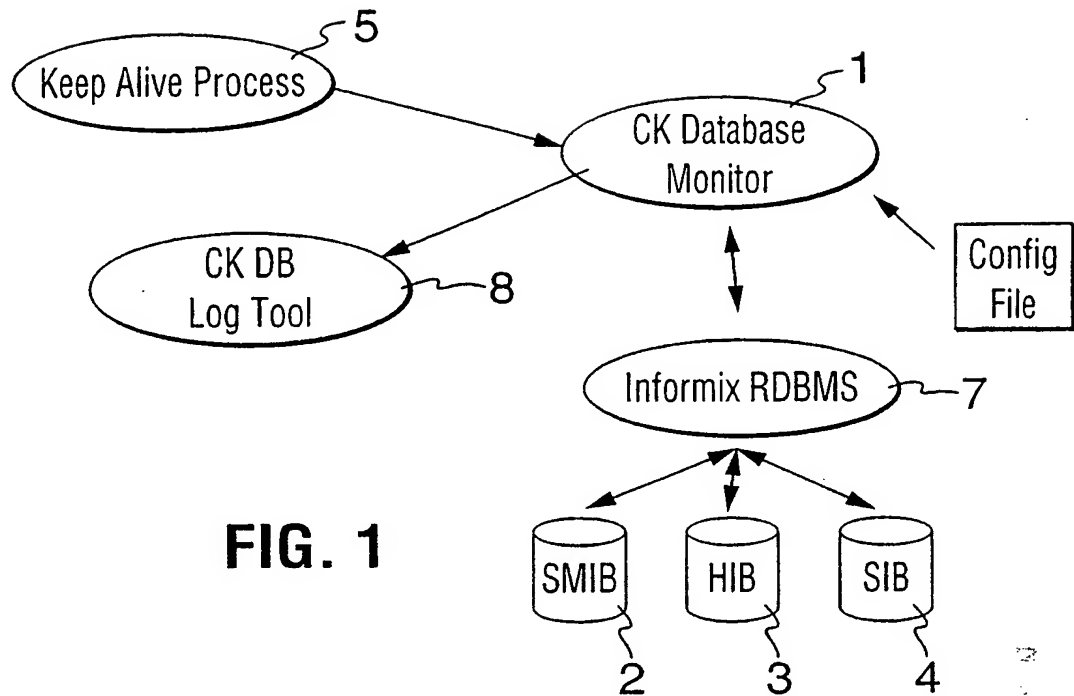 5
Keep Alive Process
1
CK Database
Monitor
CK DB
Log Tool
8
Config
File
Informix RDBMS
7
FIG. 1
SMIB
HIB
SIB
2
3
4